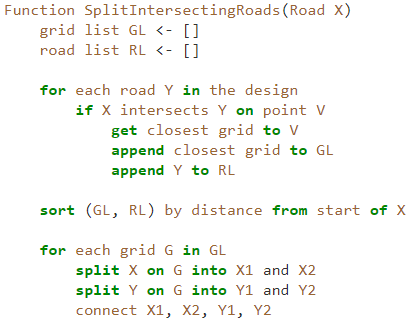 Function SplitIntersectingRoads(Road X)
    grid list GL <- []
    road list RL <- []

    for each road Y in the design
        if X intersects Y on point V
            get closest grid to V
            append closest grid to GL
            append Y to RL

    sort (GL, RL) by distance from start of X

    for each grid G in GL
        split X on G into X1 and X2
        split Y on G into Y1 and Y2
        connect X1, X2, Y1, Y2